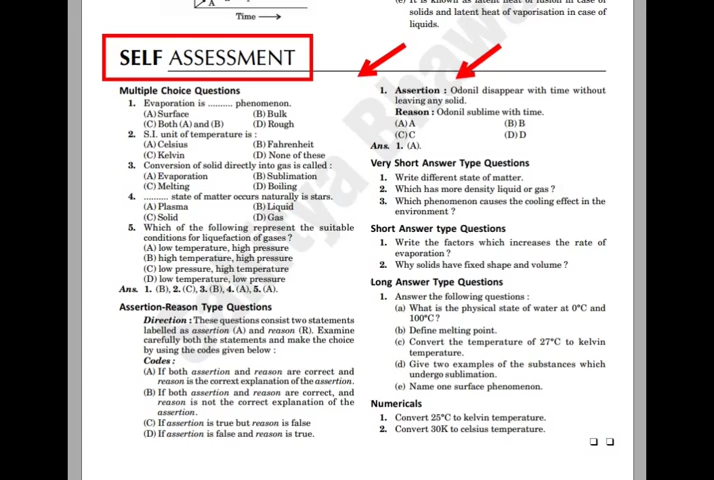 A
Time
(e) It is known as latent heat of fusion in case of
solids and latent heat of vaporisation in case of
liquids.
SELF ASSESSMENT
Multiple Choice Questions
1. Evaporation is .......... phenomenon.
(A) Surface (B) Bulk
(C) Both (A) and (B) (D) Rough
2. S.I. unit of temperature is :
(A) Celsius (B) Fahrenheit
(C) Kelvin (D) None of these
3. Conversion of solid directly into gas is called :
(A) Evaporation (B) Sublimation
(C) Melting (D) Boiling
4. .......... state of matter occurs naturally is stars.
(A) Plasma (B) Liquid
(C) Solid (D) Gas
5. Which of the following represent the suitable
conditions for liquefaction of gases ?
(A) low temperature, high pressure
(B) high temperature, high pressure
(C) low pressure, high temperature
(D) low temperature, low pressure
Ans. 1. (B), 2. (C), 3. (B), 4. (A), 5. (A).
Assertion-Reason Type Questions
Direction : These questions consist two statements
labelled as assertion (A) and reason (R). Examine
carefully both the statements and make the choice
by using the codes given below :
Codes :
(A) If both assertion and reason are correct and
reason is the corrext explanation of the assertion.
(B) If both assertion and reason are correct, and
reason is not the correct explanation of the
assertion.
(C) If assertion is true but reason is false
(D) If assertion is false and reason is true.
1. Assertion : Odonil disappear with time without
leaving any solid.
Reason : Odonil sublime with time.
(A) A (B) B
(C) C (D) D
Ans. 1. (A).
Very Short Answer Type Questions
1. Write different state of matter.
2. Which has more density liquid or gas ?
3. Which phenomenon causes the cooling effect in the
environment ?
Short Answer type Questions
1. Write the factors which increases the rate of
evaporation ?
2. Why solids have fixed shape and volume ?
Long Answer Type Questions
1. Answer the following questions :
(a) What is the physical state of water at 0°C and
100°C ?
(b) Define melting point.
(c) Convert the temperature of 27°C to kelvin
temperature.
(d) Give two examples of the substances which
undergo sublimation.
(e) Name one surface phenomenon.
Numericals
1. Convert 25°C to kelvin temperature.
2. Convert 30K to celsius temperature.